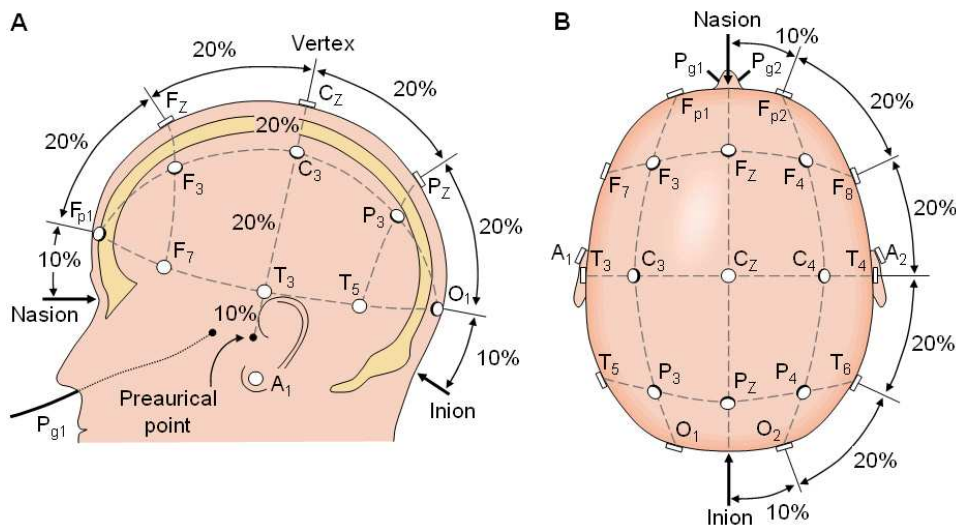 A
Vertex
20%
20%
FZ
CZ
20%
20%
F3
C3
PZ
Fp1
P3
20%
20%
10%
F7
T3
T5
O1
Nasion
10%
10%
A1
Preaurical
point
Inion
Pg1
B
Nasion
10%
Pg1
Pg2
Fp1
Fp2
20%
F7
F3
FZ
F4
F8
20%
A1
T3
C3
CZ
C4
T4
A2
20%
T5
P3
PZ
P4
T6
O1
O2
20%
10%
Inion